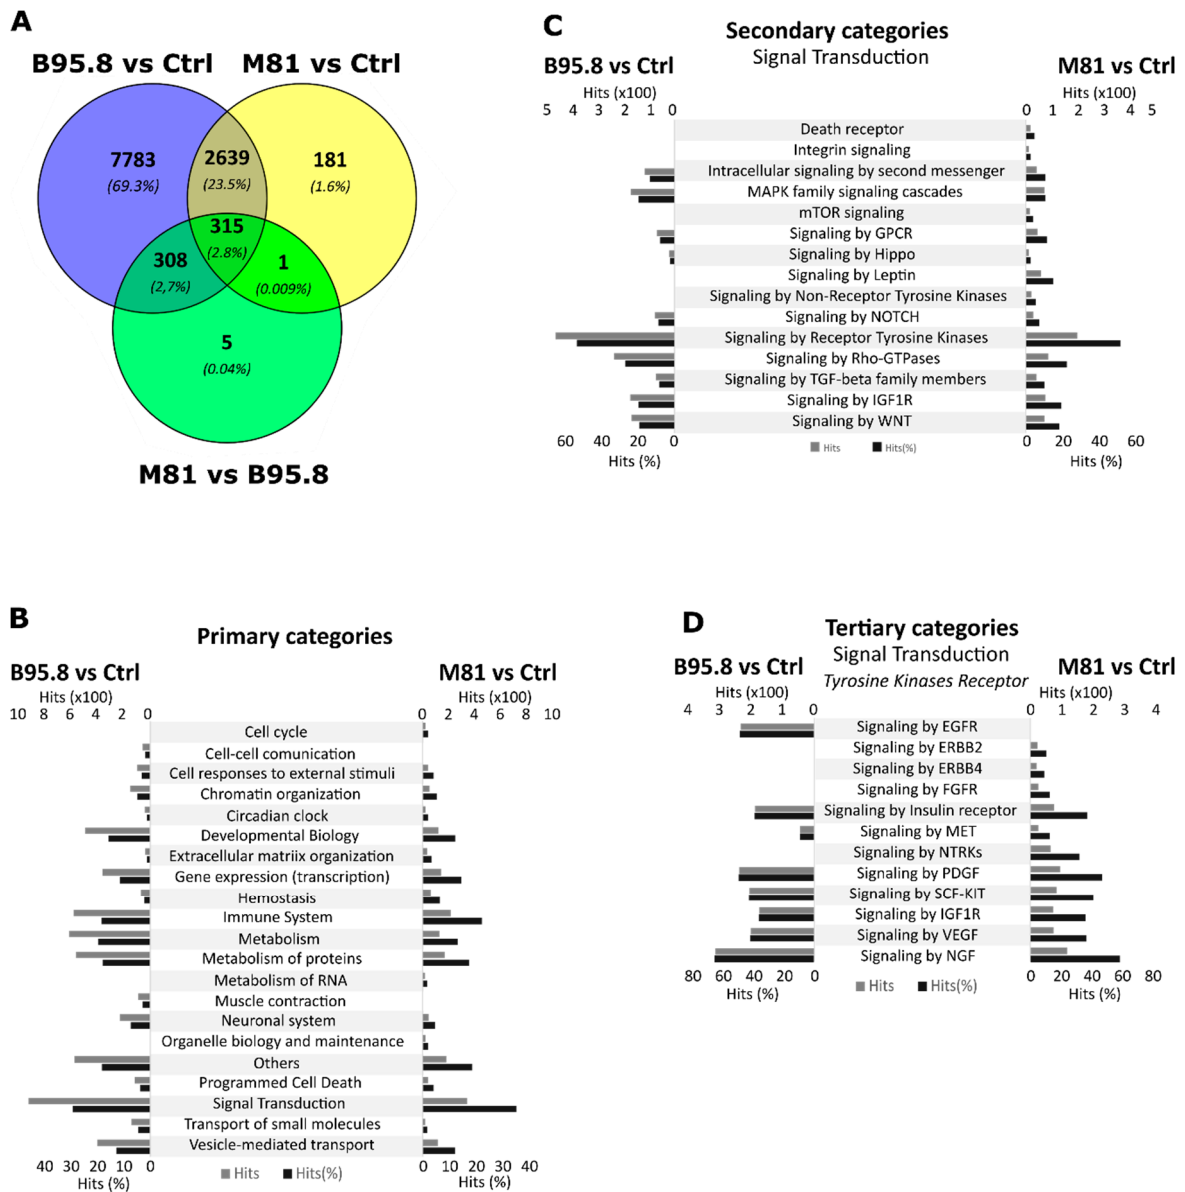 A
B95.8 vs Ctrl
M81 vs Ctrl
7783
(69.3%)
2639
(23.5%)
181
(1.6%)
315
(2.8%)
308
(2,7%)
1
(0.009%)
5
(0.04%)
M81 vs B95.8
C
Secondary categories
Signal Transduction
B95.8 vs Ctrl
M81 vs Ctrl
Hits (x100)
Hits (x100)
5 4 3 2 1 0
0 1 2 3 4 5
Death receptor
Integrin signaling
Intracellular signaling by second messenger
MAPK family signaling cascades
mTOR signaling
Signaling by GPCR
Signaling by Hippo
Signaling by Leptin
Signaling by Non-Receptor Tyrosine Kinases
Signaling by NOTCH
Signaling by Receptor Tyrosine Kinases
Signaling by Rho-GTPases
Signaling by TGF-beta family members
Signaling by IGF1R
Signaling by WNT
60 40 20 0
0 20 40 60
Hits (%)
Hits Hits(%)
Hits (%)
B
Primary categories
B95.8 vs Ctrl
M81 vs Ctrl
Hits (x100)
Hits (x100)
10 8 6 4 2 0
0 2 4 6 8 10
Cell cycle
Cell-cell comunication
Cell responses to external stimuli
Chromatin organization
Circadian clock
Developmental Biology
Extracellular matriix organization
Gene expression (transcription)
Hemostasis
Immune System
Metabolism
Metabolism of proteins
Metabolism of RNA
Muscle contraction
Neuronal system
Organelle biology and maintenance
Others
Programmed Cell Death
Signal Transduction
Transport of small molecules
Vesicle-mediated transport
40 30 20 10 0
0 10 20 30 40
Hits (%)
Hits Hits(%)
Hits (%)
D
Tertiary categories
Signal Transduction
Tyrosine Kinases Receptor
B95.8 vs Ctrl
M81 vs Ctrl
Hits (x100)
Hits (x100)
4 3 2 1 0
0 1 2 3 4
Signaling by EGFR
Signaling by ERBB2
Signaling by ERBB4
Signaling by FGFR
Signaling by Insulin receptor
Signaling by MET
Signaling by NTRKs
Signaling by PDGF
Signaling by SCF-KIT
Signaling by IGF1R
Signaling by VEGF
Signaling by NGF
80 60 40 20 0
0 20 40 60 80
Hits (%)
Hits Hits(%)
Hits (%)